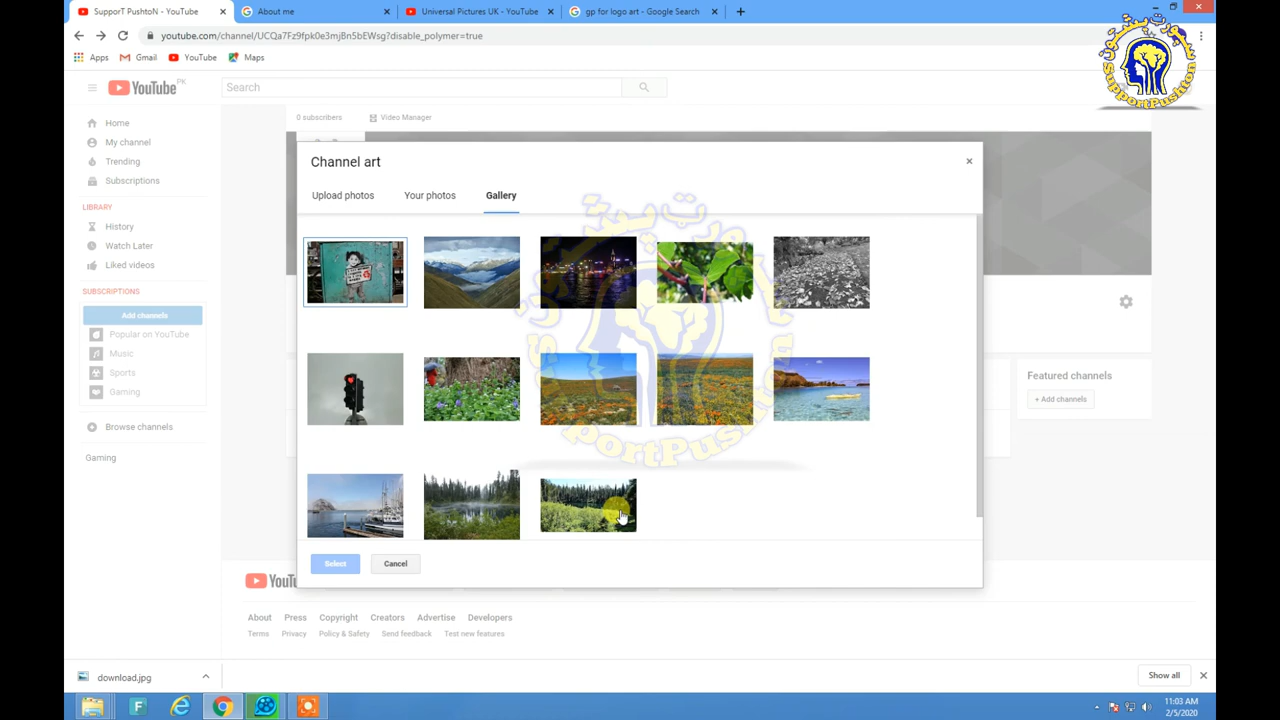 SupporT PushtoN - YouTube
About me
Universal Pictures UK - YouTube
gp for logo art - Google Search
youtube.com/channel/UCQa7Fz9fpk0e3mjBn5bEWsg?disable_polymer=true
Apps
Gmail
YouTube
Maps
YouTube PK
Search
سپورټ پښتون
SupportPushton
Home
My channel
Trending
Subscriptions
LIBRARY
History
Watch Later
Liked videos
SUBSCRIPTIONS
Add channels
Popular on YouTube
Music
Sports
Gaming
Browse channels
Gaming
0 subscribers
Video Manager
Channel art
Upload photos
Your photos
Gallery
Select
Cancel
Featured channels
+ Add channels
About Press Copyright Creators Advertise Developers
Terms Privacy Policy & Safety Send feedback Test new features
download.jpg
Show all
11:03 AM
2/5/2020